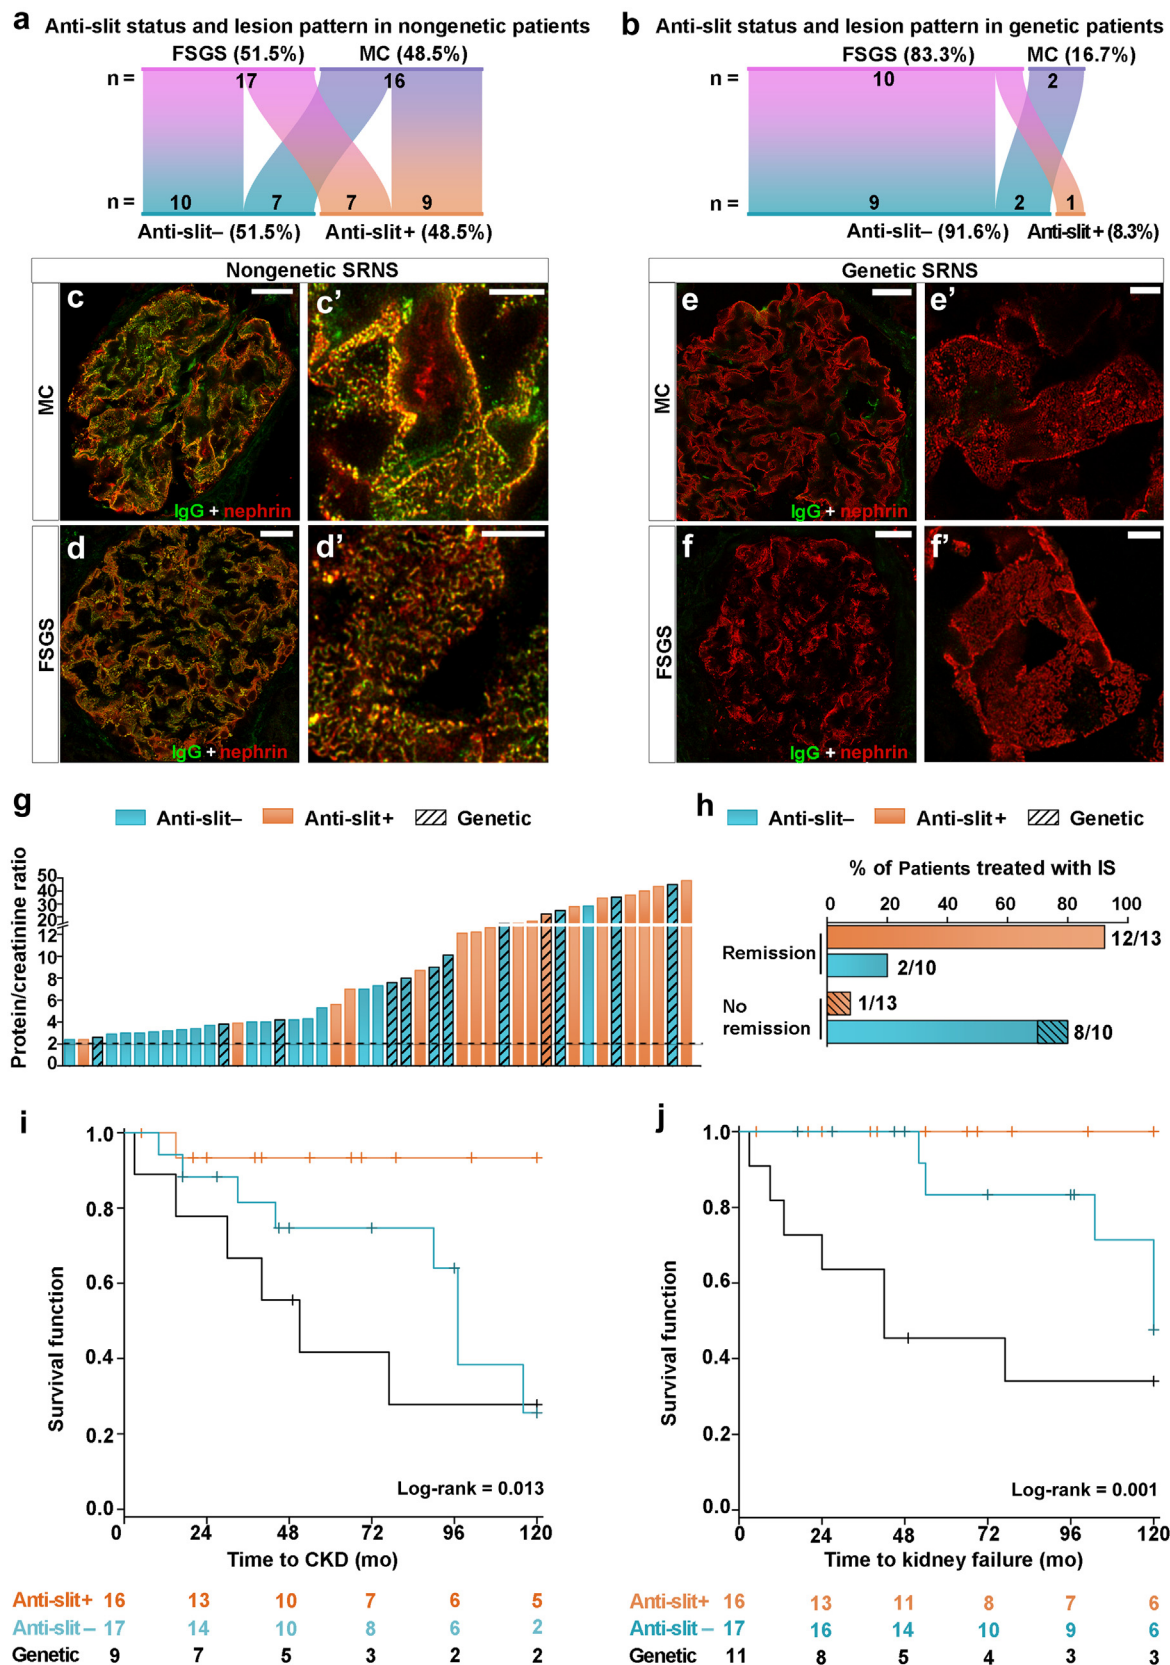 a Anti-slit status and lesion pattern in nongenetic patients
FSGS (51.5%) MC (48.5%)
n = 17 16
n = 10 7 7 9
Anti-slit– (51.5%) Anti-slit+ (48.5%)
b Anti-slit status and lesion pattern in genetic patients
FSGS (83.3%) MC (16.7%)
n = 10 2
n = 9 2 1
Anti-slit– (91.6%) Anti-slit+ (8.3%)
Nongenetic SRNS
MC
c
IgG + nephrin
c'
FSGS
d
IgG + nephrin
d'
Genetic SRNS
MC
e
IgG + nephrin
e'
FSGS
f
IgG + nephrin
f'
g
Anti-slit– Anti-slit+ Genetic
Protein/creatinine ratio
50
40
30
20
12
10
8
6
4
2
0
h
Anti-slit– Anti-slit+ Genetic
% of Patients treated with IS
0 20 40 60 80 100
Remission
12/13
2/10
No
remission
1/13
8/10
i
Survival function
1.0
0.8
0.6
0.4
0.2
0.0
Log-rank = 0.013
0 24 48 72 96 120
Time to CKD (mo)
Anti-slit+ 16 13 10 7 6 5
Anti-slit – 17 14 10 8 6 2
Genetic 9 7 5 3 2 2
j
Survival function
1.0
0.8
0.6
0.4
0.2
0.0
Log-rank = 0.001
0 24 48 72 96 120
Time to kidney failure (mo)
Anti-slit+ 16 13 11 8 7 6
Anti-slit – 17 16 14 10 9 6
Genetic 11 8 5 4 3 3